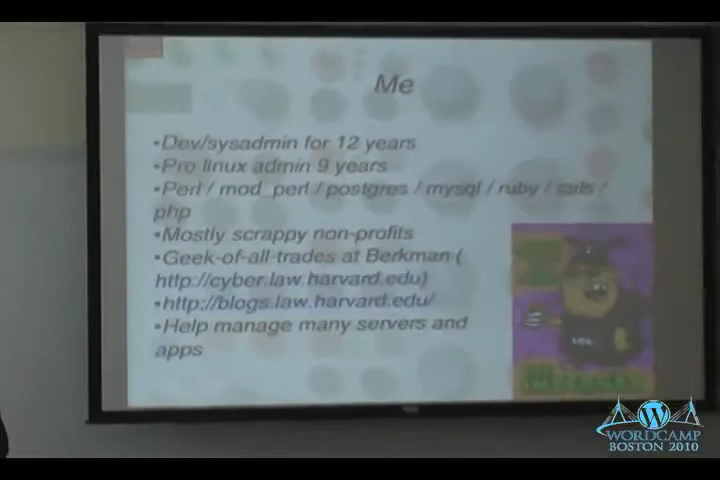 Me
•Dev/sysadmin for 12 years
•Pro linux admin 9 years
•Perl / mod_perl / postgres / mysql / ruby / rails /
php
•Mostly scrappy non-profits
•Geek-of-all-trades at Berkman (
http://cyber.law.harvard.edu)
•http://blogs.law.harvard.edu/
•Help manage many servers and
apps
WORDCAMP
BOSTON 2010